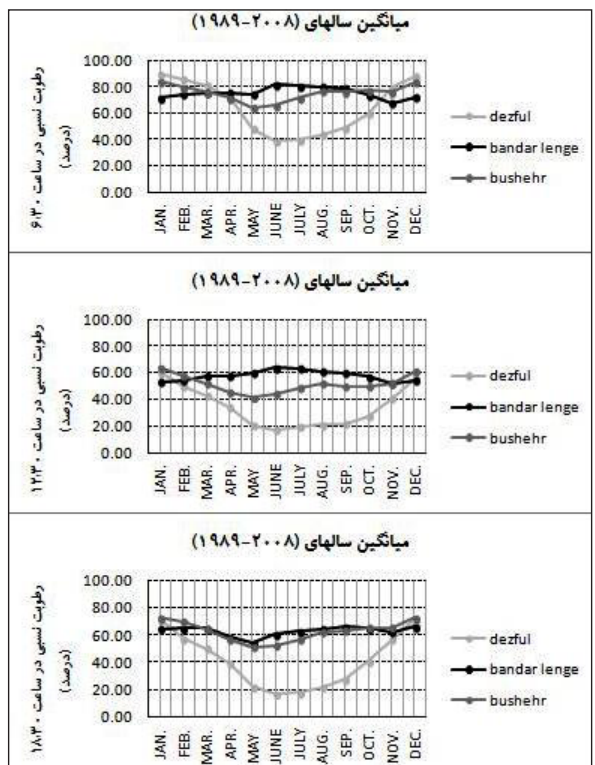 میانگین سالهای (۱۹۸۹-۲۰۰۸)
رطوبت نسبی در ساعت ۶:۳۰
(درصد)
100.00
80.00
60.00
40.00
20.00
0.00
JAN.
FEB.
MAR.
APR.
MAY
JUNE
JULY
AUG.
SEP.
OCT.
NOV.
DEC.
dezful
bandar lenge
bushehr
میانگین سالهای (۱۹۸۹-۲۰۰۸)
رطوبت نسبی در ساعت ۱۲:۳۰
(درصد)
100.00
80.00
60.00
40.00
20.00
0.00
JAN.
FEB.
MAR.
APR.
MAY
JUNE
JULY
AUG.
SEP.
OCT.
NOV.
DEC.
dezful
bandar lenge
bushehr
میانگین سالهای (۱۹۸۹-۲۰۰۸)
رطوبت نسبی در ساعت ۱۸:۳۰
(درصد)
100.00
80.00
60.00
40.00
20.00
0.00
JAN.
FEB.
MAR.
APR.
MAY
JUNE
JULY
AUG.
SEP.
OCT.
NOV.
DEC.
dezful
bandar lenge
bushehr